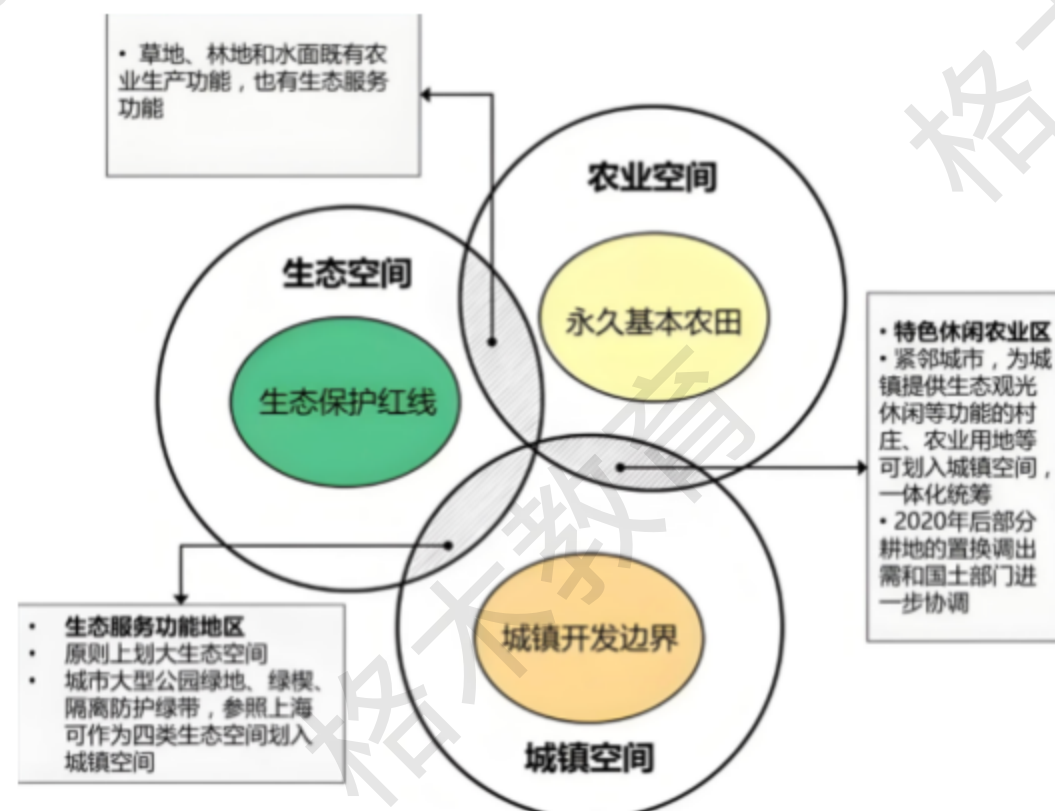 • 草地、林地和水面既有农
业生产功能，也有生态服务
功能
农业空间
生态空间
永久基本农田
生态保护红线
• 特色休闲农业区
• 紧邻城市，为城
镇提供生态观光
休闲等功能的村
庄、农业用地等
可划入城镇空间，
一体化统筹
• 2020年后部分
耕地的置换调出
需和国土部门进
一步协调
• 生态服务功能地区
• 原则上划大生态空间
• 城市大型公园绿地、绿楔、
隔离防护绿带，参照上海
可作为四类生态空间划入
城镇空间
城镇开发边界
城镇空间
格木教育